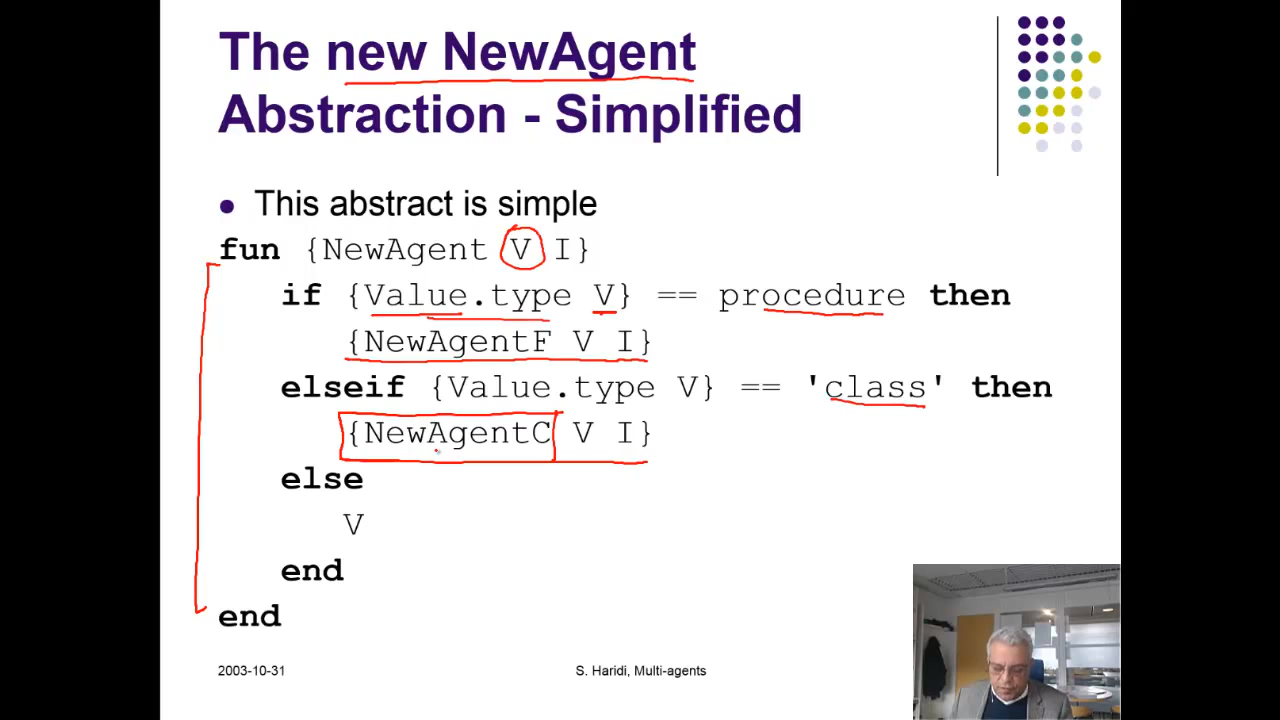 The new NewAgent
Abstraction - Simplified
This abstract is simple
fun {NewAgent V I}
if {Value.type V} == procedure then
{NewAgentF V I}
elseif {Value.type V} == 'class' then
{NewAgentC V I}
else
V
end
end
2003-10-31
S. Haridi, Multi-agents